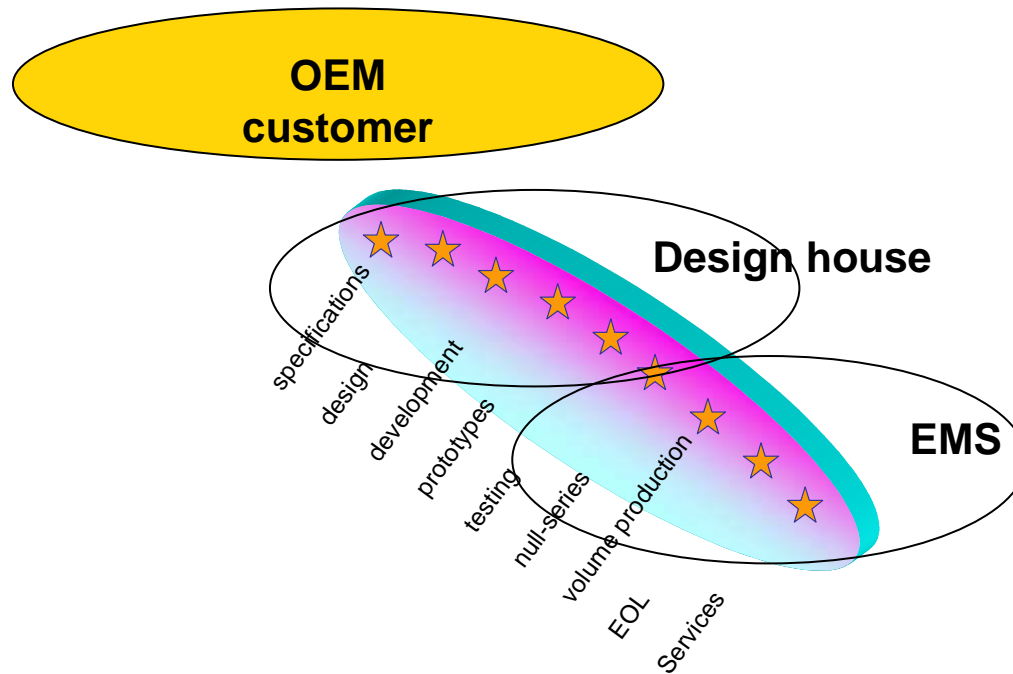 OEM
customer
Design house
EMS
specifications
design
development
prototypes
testing
null-series
volume production
EOL
Services